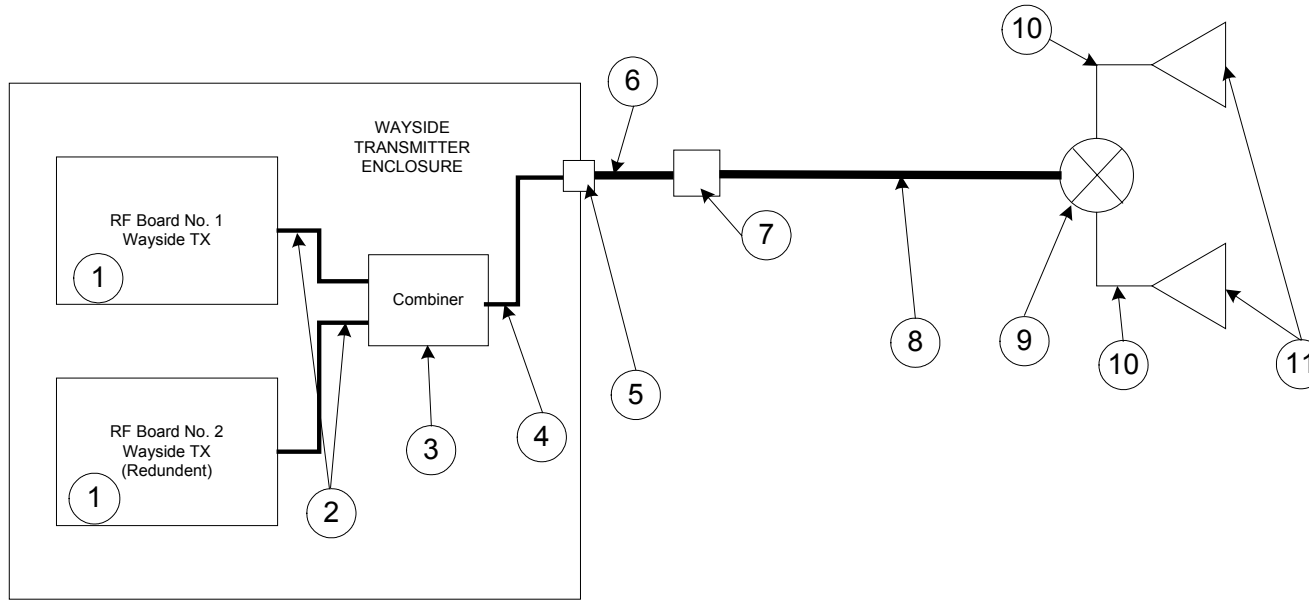 10
6
WAYSIDE
TRANSMITTER
ENCLOSURE
RF Board No. 1
Wayside TX
1
7
Combiner
8
9
10
11
5
3
4
2
RF Board No. 2
Wayside TX
(Redundent)
1